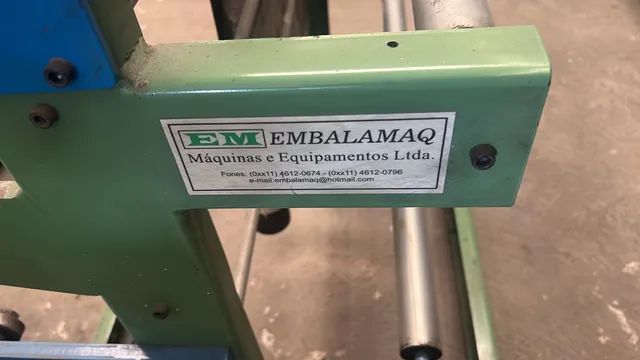 EM EMBALAMAQ
Máquinas e Equipamentos Ltda.
Fones: (0xx11) 4612-0674 - (0xx11) 4612-0796
e-mail:embalamaq@hotmail.com